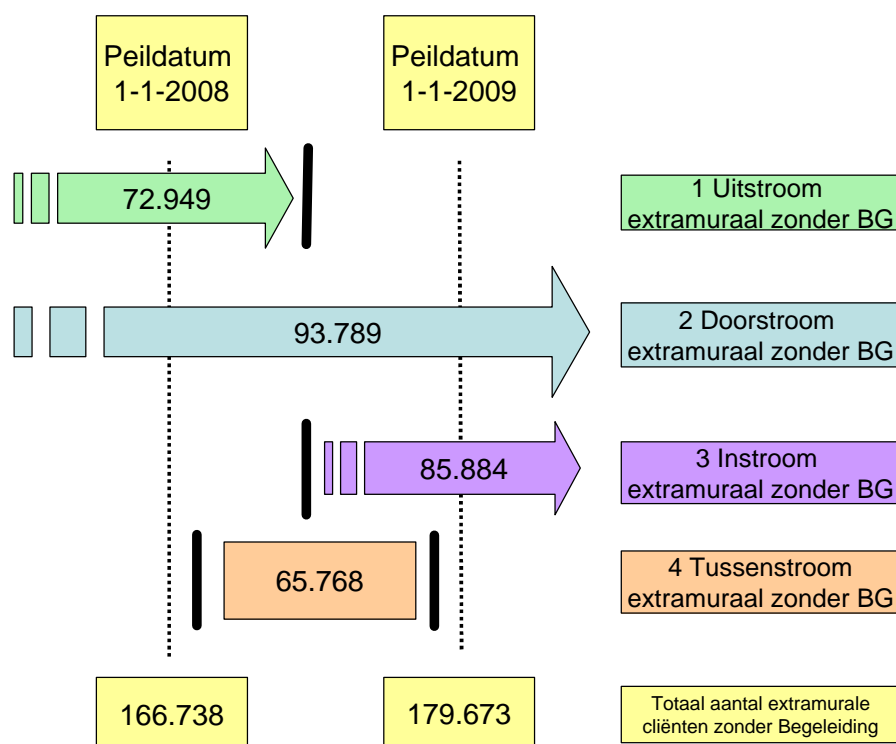 Peildatum
1-1-2008
Peildatum
1-1-2009
72.949
1 Uitstroom
extramuraal zonder BG
93.789
2 Doorstroom
extramuraal zonder BG
85.884
3 Instroom
extramuraal zonder BG
65.768
4 Tussenstroom
extramuraal zonder BG
166.738
179.673
Totaal aantal extramurale
cliënten zonder Begeleiding